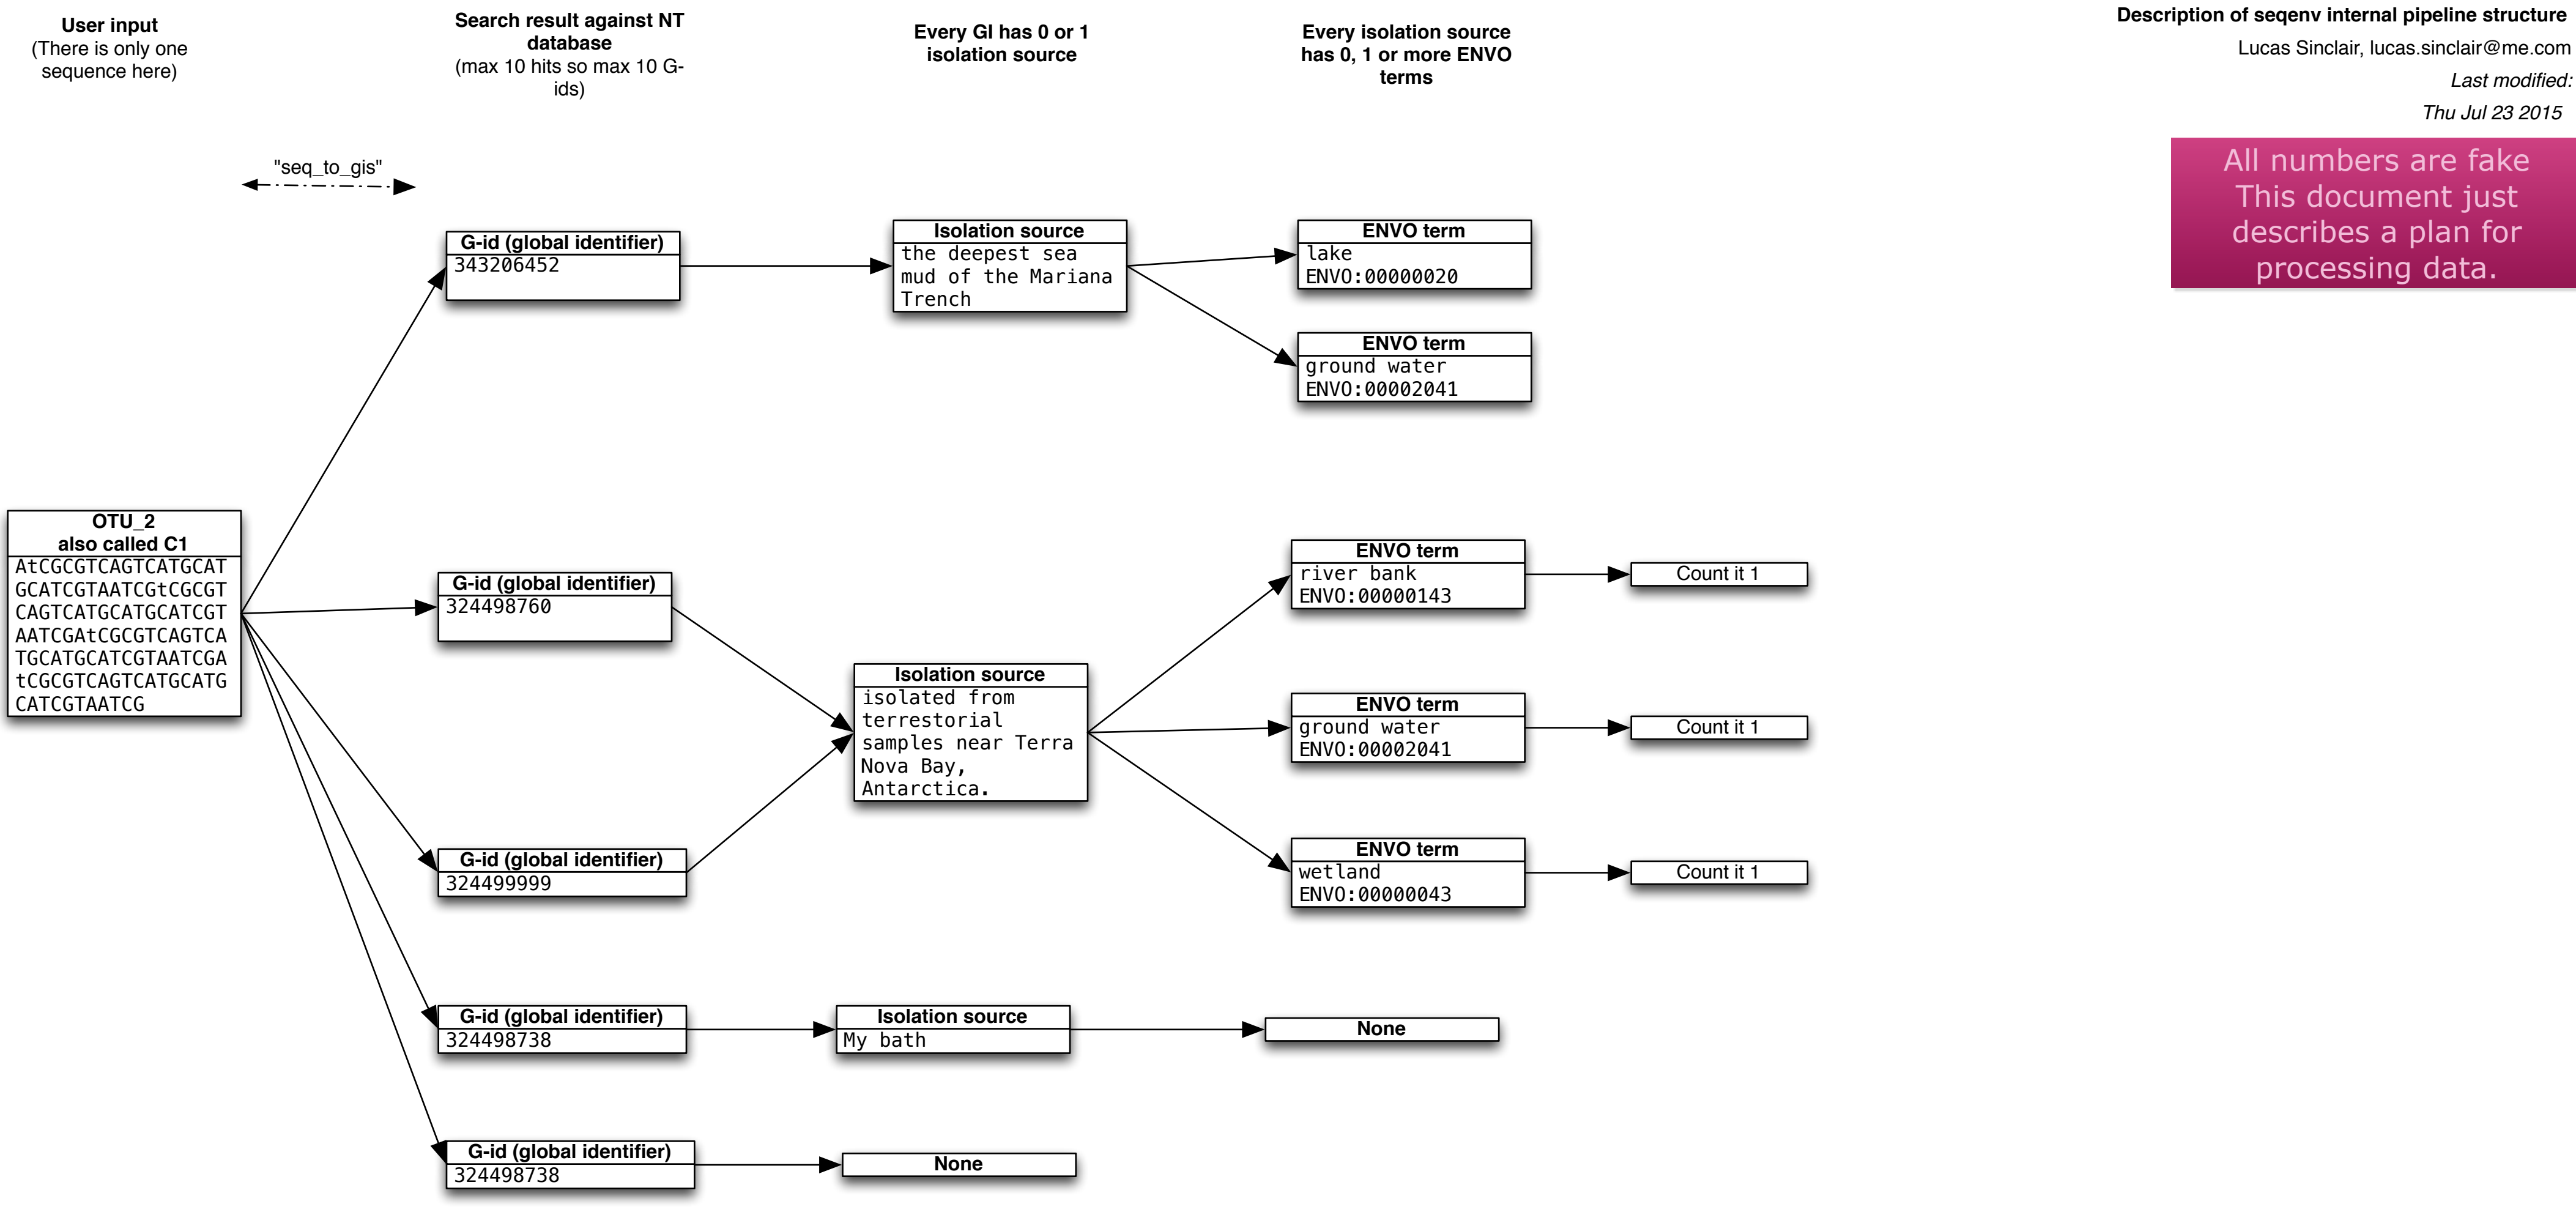 User input
(There is only one
sequence here)
Search result against NT
database
(max 10 hits so max 10 G-
ids)
Every GI has 0 or 1
isolation source
Every isolation source
has 0, 1 or more ENVO
terms
Description of seqenv internal pipeline structure
Lucas Sinclair, lucas.sinclair@me.com
Last modified:
Thu Jul 23 2015
All numbers are fake
This document just
describes a plan for
processing data.
"seq_to_gis"
G-id (global identifier)
343206452
Isolation source
the deepest sea
mud of the Mariana
Trench
ENVO term
lake
ENVO:00000020
ENVO term
ground water
ENVO:00002041
OTU_2
also called C1
AtCGCGTCAGTCATGCAT
GCATCGTAATCGtCGCGT
CAGTCATGCATGCATCGT
AATCGAtCGCGTCAGTCA
TGCATGCATCGTAATCGA
tCGCGTCAGTCATGCATG
CATCGTAATCG
G-id (global identifier)
324498760
G-id (global identifier)
324499999
Isolation source
isolated from
terrestorial
samples near Terra
Nova Bay,
Antarctica.
ENVO term
river bank
ENVO:00000143
Count it 1
ENVO term
ground water
ENVO:00002041
Count it 1
ENVO term
wetland
ENVO:00000043
Count it 1
G-id (global identifier)
324498738
Isolation source
My bath
None
G-id (global identifier)
324498738
None